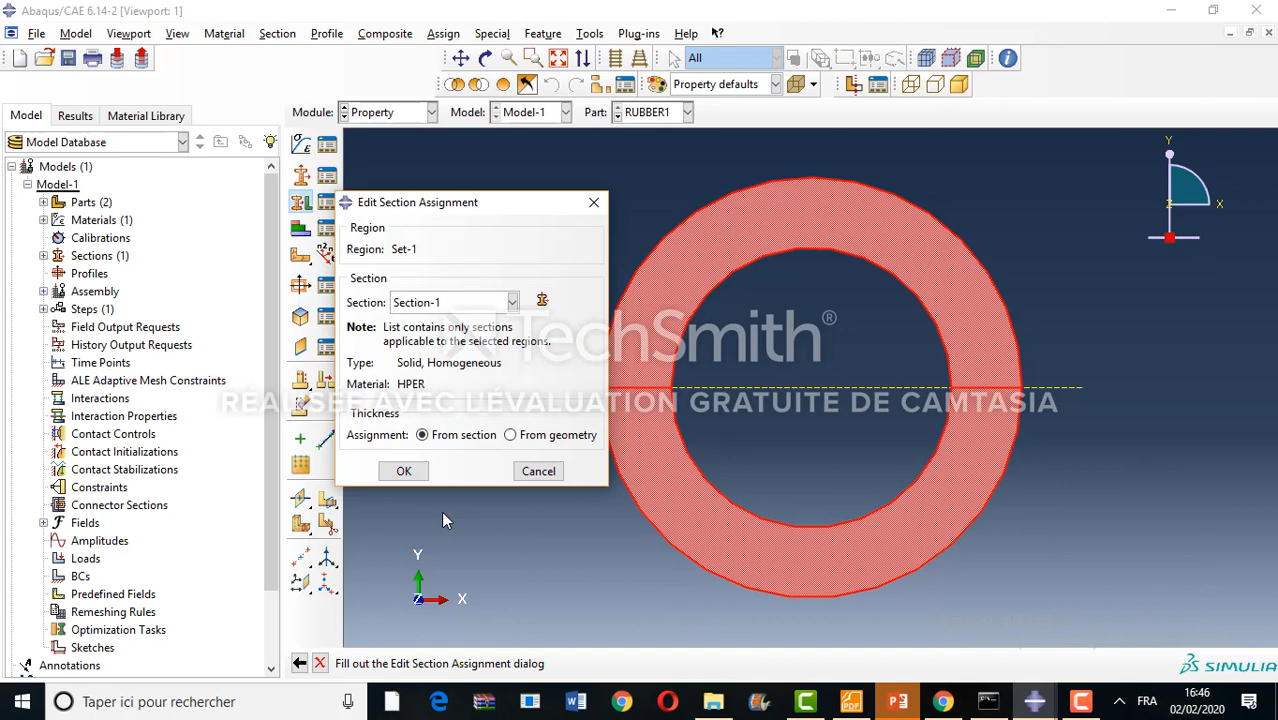 Abaqus/CAE 6.14-2 [Viewport: 1]
File Model Viewport View Material Section Profile Composite Assign Special Feature Tools Plug-ins Help
All
Property defaults
Model Results Material Library
Module: Property Model: Model-1 Part: RUBBER1
Model Database
Models (1)
Model-1
Parts (2)
Materials (1)
Calibrations
Sections (1)
Profiles
Assembly
Steps (1)
Field Output Requests
History Output Requests
Time Points
ALE Adaptive Mesh Constraints
Interactions
Interaction Properties
Contact Controls
Contact Initializations
Contact Stabilizations
Constraints
Connector Sections
Fields
Amplitudes
Loads
BCs
Predefined Fields
Remeshing Rules
Optimization Tasks
Sketches
Annotations
Edit Section Assignment
Region
Region: Set-1
Section
Section: Section-1
Note: List contains only sections
applicable to the selected regions.
Type: Solid, Homogeneous
Material: HPER
Thickness
Assignment: From section From geometry
OK Cancel
TechSmith®
RÉALISÉE AVEC L'ÉVALUATION GRATUITE DE CAMTASIA
Y
Z X
Y
Z X
Fill out the Edit Section Assignment dialog
SIMULIA
Taper ici pour rechercher
FRA
16:46
02/02/2020